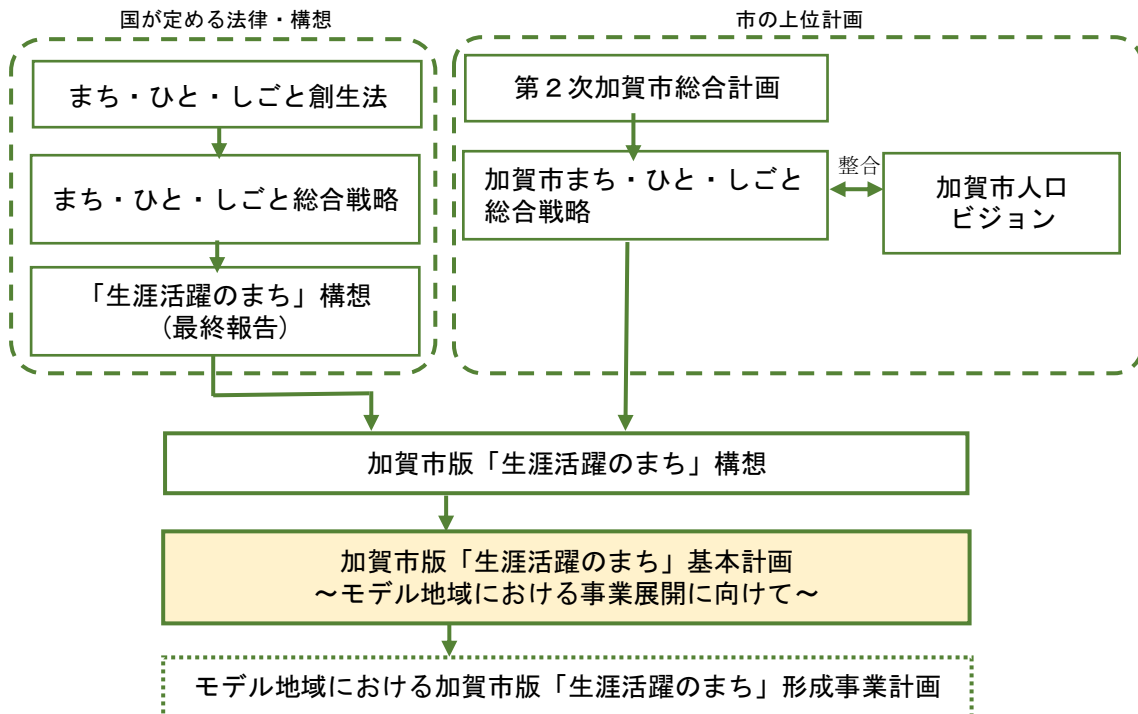 国が定める法律・構想
まち・ひと・しごと創生法
まち・ひと・しごと総合戦略
「生涯活躍のまち」構想
（最終報告）
市の上位計画
第２次加賀市総合計画
加賀市まち・ひと・しごと
総合戦略
整合
加賀市人口
ビジョン
加賀市版「生涯活躍のまち」構想
加賀市版「生涯活躍のまち」基本計画
～モデル地域における事業展開に向けて～
モデル地域における加賀市版「生涯活躍のまち」形成事業計画